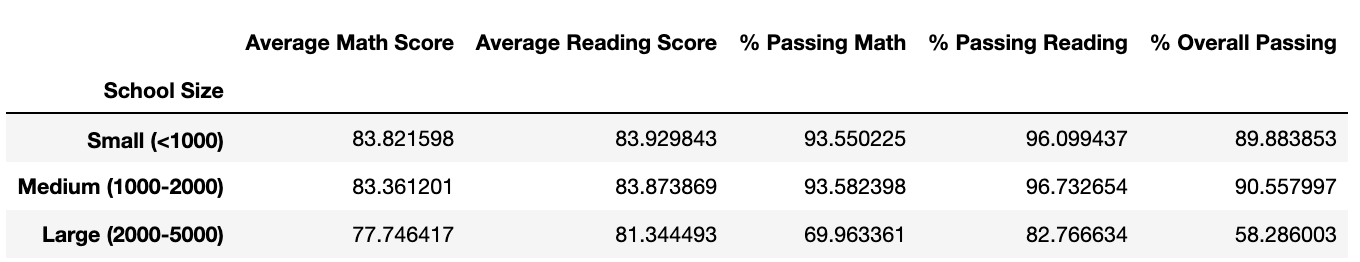 Average Math Score Average Reading Score % Passing Math % Passing Reading % Overall Passing
School Size
Small (<1000) 83.821598 83.929843 93.550225 96.099437 89.883853
Medium (1000-2000) 83.361201 83.873869 93.582398 96.732654 90.557997
Large (2000-5000) 77.746417 81.344493 69.963361 82.766634 58.286003